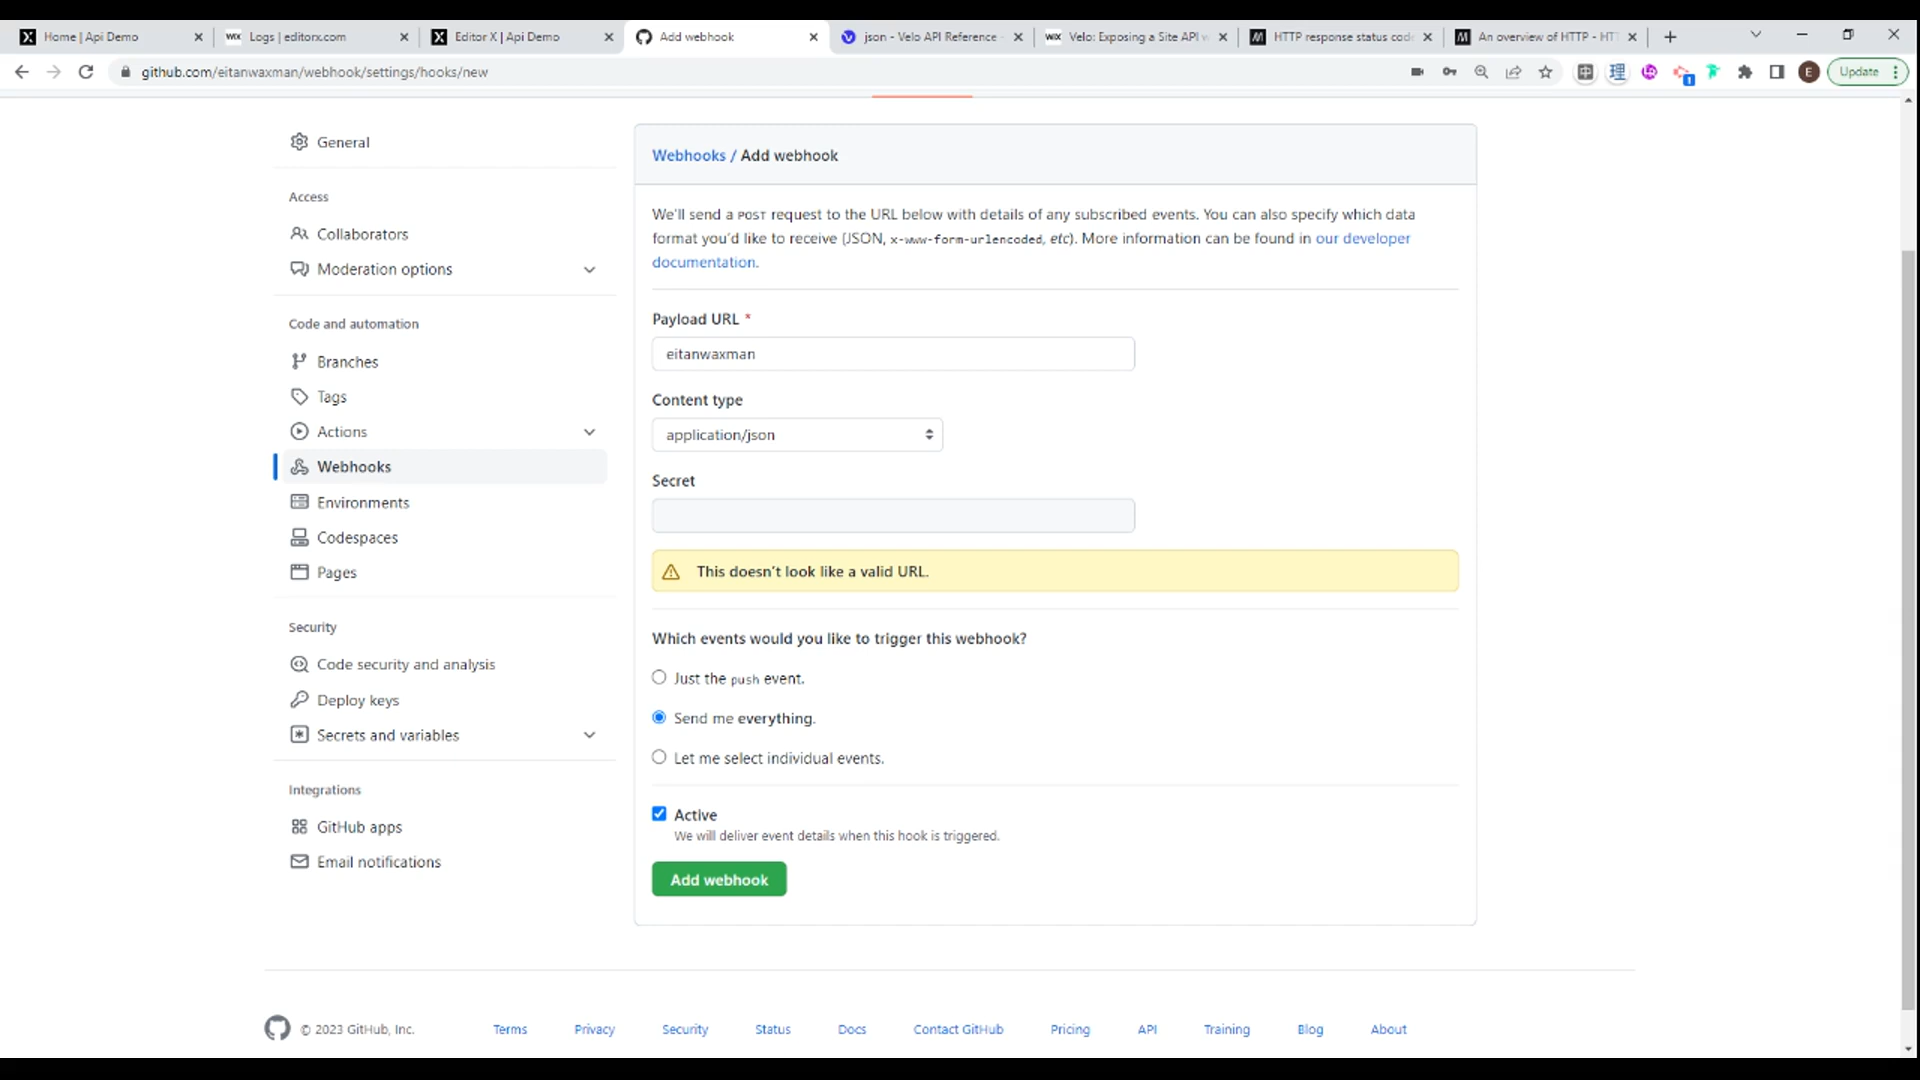 Home | Api Demo
WIX Logs | editorx.com
Editor X | Api Demo
Add webhook
json - Velo API Reference -
WIX Velo: Exposing a Site API w
HTTP response status code
An overview of HTTP - HTT
github.com/eitanwaxman/webhook/settings/hooks/new
中
理
1
E
Update
General
Access
Collaborators
Moderation options
Code and automation
Branches
Tags
Actions
Webhooks
Environments
Codespaces
Pages
Security
Code security and analysis
Deploy keys
Secrets and variables
Integrations
GitHub apps
Email notifications
Webhooks / Add webhook
We'll send a POST request to the URL below with details of any subscribed events. You can also specify which data
format you'd like to receive (JSON, x-www-form-urlencoded, etc). More information can be found in our developer
documentation.
Payload URL *
eitanwaxman
Content type
application/json
Secret
This doesn't look like a valid URL.
Which events would you like to trigger this webhook?
Just the push event.
Send me everything.
Let me select individual events.
Active
We will deliver event details when this hook is triggered.
Add webhook
© 2023 GitHub, Inc.
Terms
Privacy
Security
Status
Docs
Contact GitHub
Pricing
API
Training
Blog
About